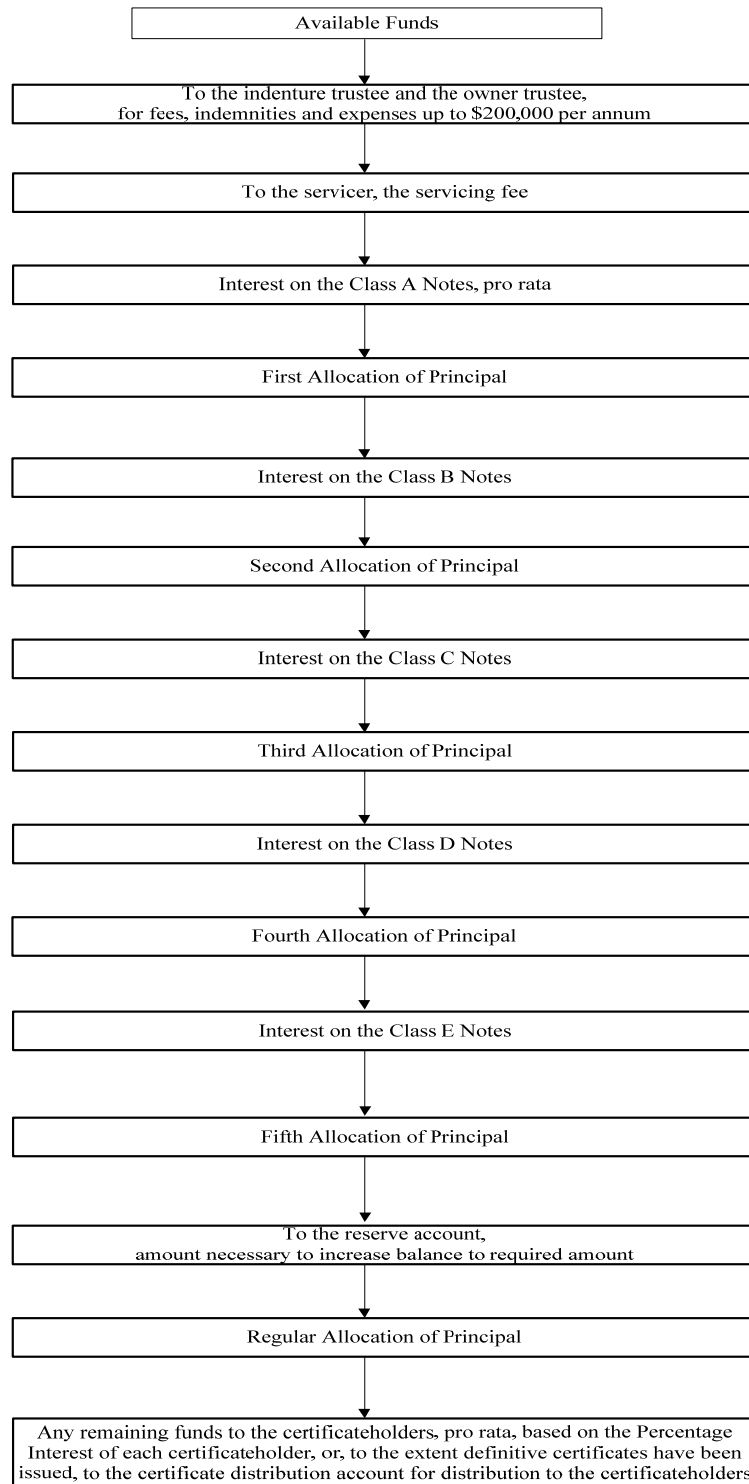 Available Funds
To the indenture trustee and the owner trustee,
for fees, indemnities and expenses up to $200,000 per annum
To the servicer, the servicing fee
Interest on the Class A Notes, pro rata
First Allocation of Principal
Interest on the Class B Notes
Second Allocation of Principal
Interest on the Class C Notes
Third Allocation of Principal
Interest on the Class D Notes
Fourth Allocation of Principal
Interest on the Class E Notes
Fifth Allocation of Principal
To the reserve account,
amount necessary to increase balance to required amount
Regular Allocation of Principal
Any remaining funds to the certificateholders, pro rata, based on the Percentage
Interest of each certificateholder, or, to the extent definitive certificates have been
issued, to the certificate distribution account for distribution to the certificateholders